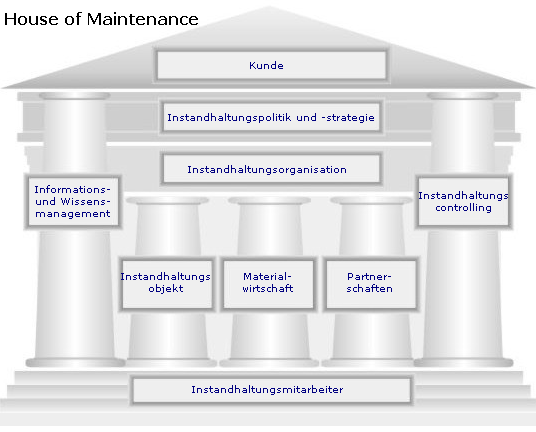 House of Maintenance
Kunde
Instandhaltungspolitik und -strategie
Instandhaltungsorganisation
Informations-
und Wissens-
management
Instandhaltungs
controlling
Instandhaltungs
objekt
Material-
wirtschaft
Partner-
schaften
Instandhaltungsmitarbeiter